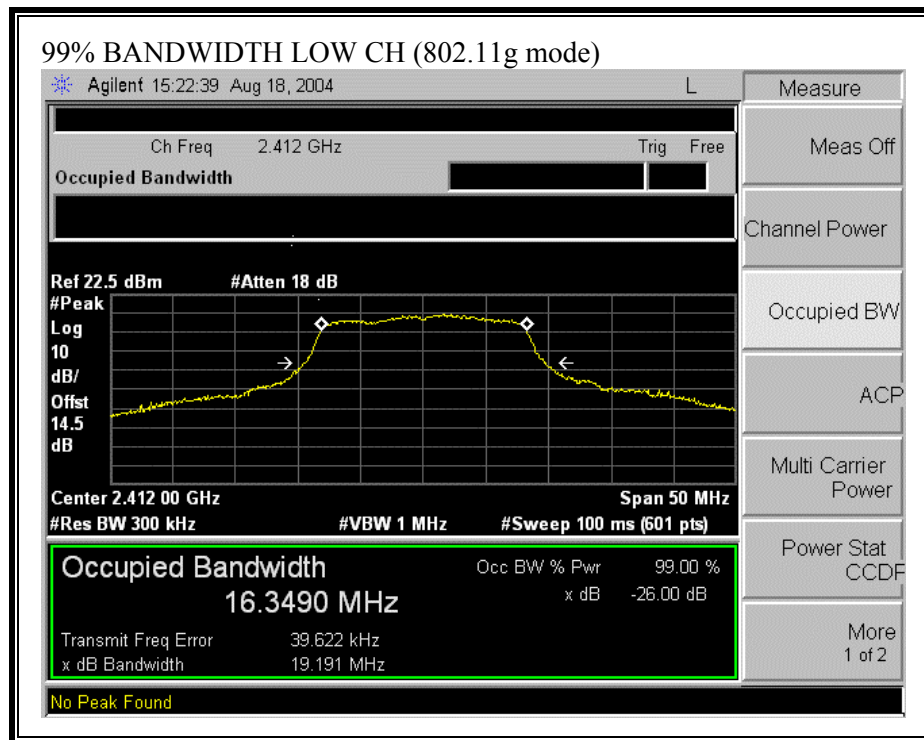 99% BANDWIDTH LOW CH (802.11g mode)
Agilent 15:22:39 Aug 18, 2004 L
Measure
Ch Freq 2.412 GHz Trig Free
Occupied Bandwidth
Meas Off
Channel Power
Occupied BW
ACP
Multi Carrier
Power
Power Stat
CCDF
More
1 of 2
Ref 22.5 dBm #Atten 18 dB
#Peak
Log
10
dB/
Offst
14.5
dB
Center 2.412 00 GHz Span 50 MHz
#Res BW 300 kHz #VBW 1 MHz #Sweep 100 ms (601 pts)
Occupied Bandwidth Occ BW % Pwr 99.00 %
16.3490 MHz x dB -26.00 dB
Transmit Freq Error 39.622 kHz
x dB Bandwidth 19.191 MHz
No Peak Found